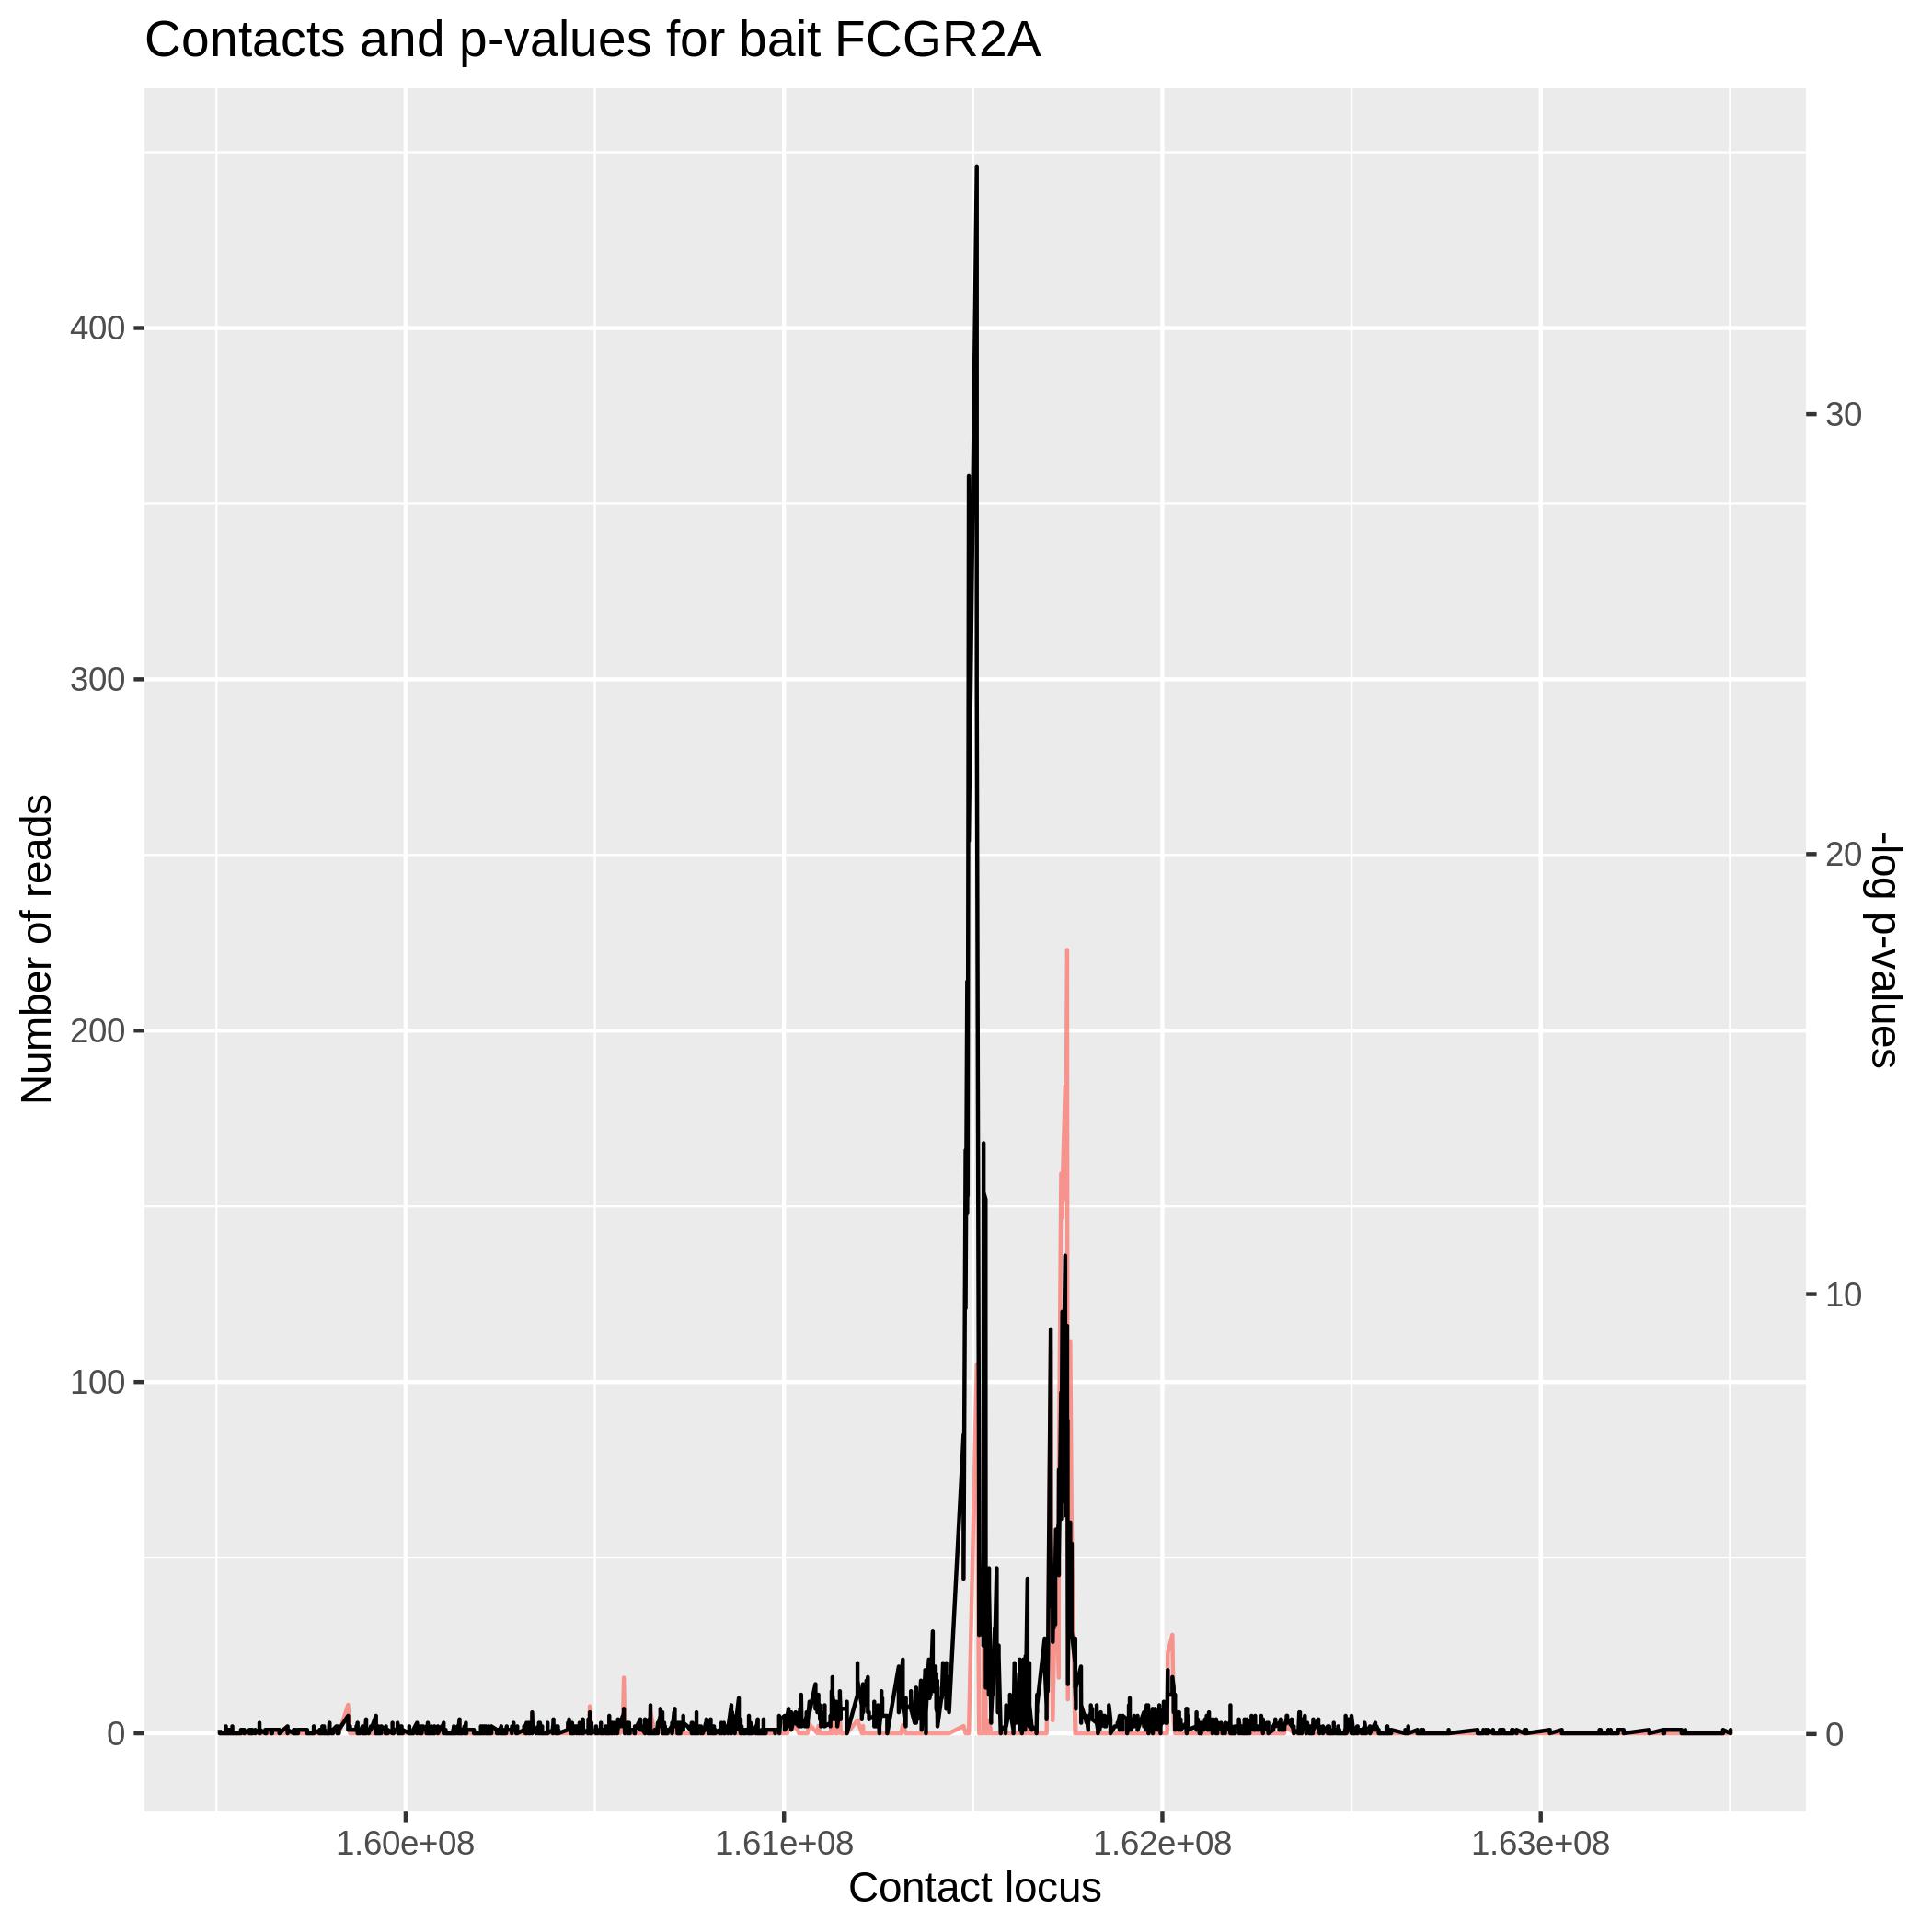 Contacts and p-values for bait FCGR2A
Number of reads
400
300
200
100
0
30
20
10
0
-log p-values
1.60e+08
1.61e+08
1.62e+08
1.63e+08
Contact locus